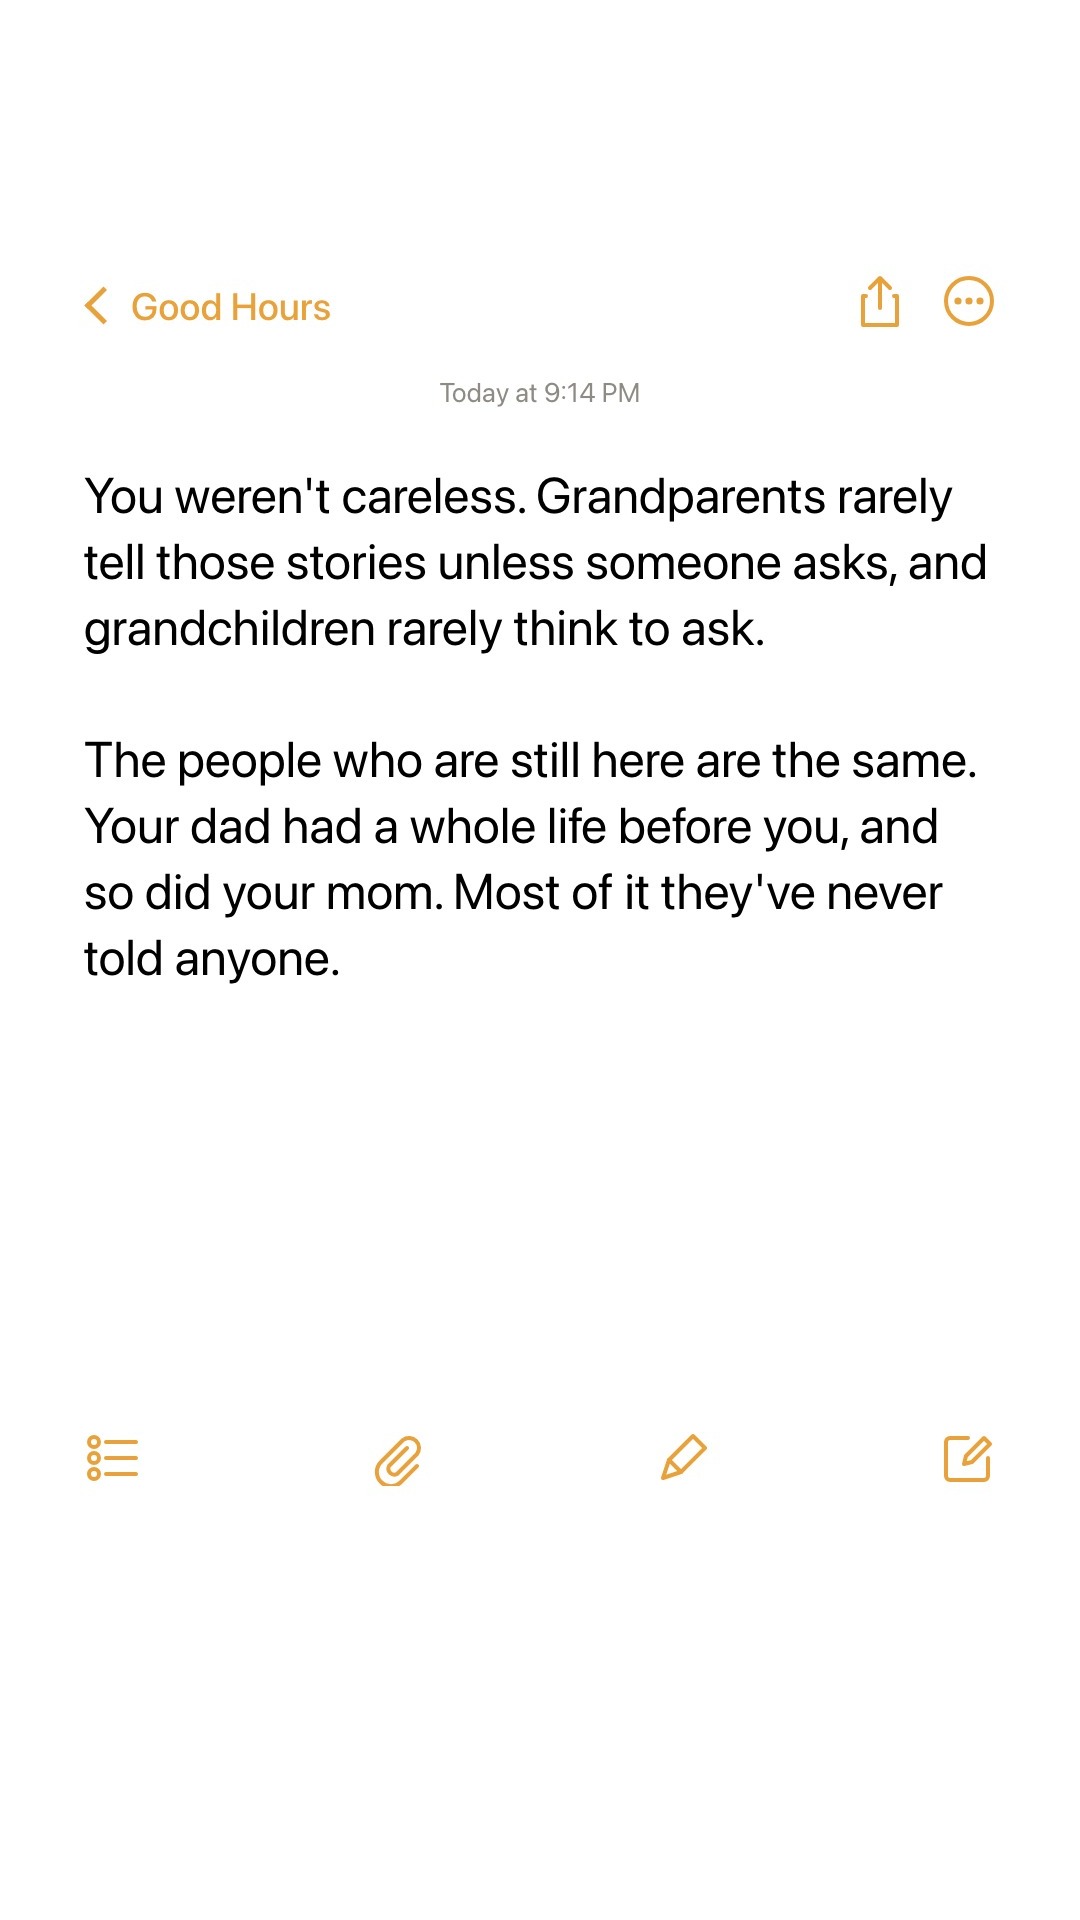 Good Hours
Today at 9:14 PM
You weren't careless. Grandparents rarely
tell those stories unless someone asks, and
grandchildren rarely think to ask.
The people who are still here are the same.
Your dad had a whole life before you, and
so did your mom. Most of it they've never
told anyone.